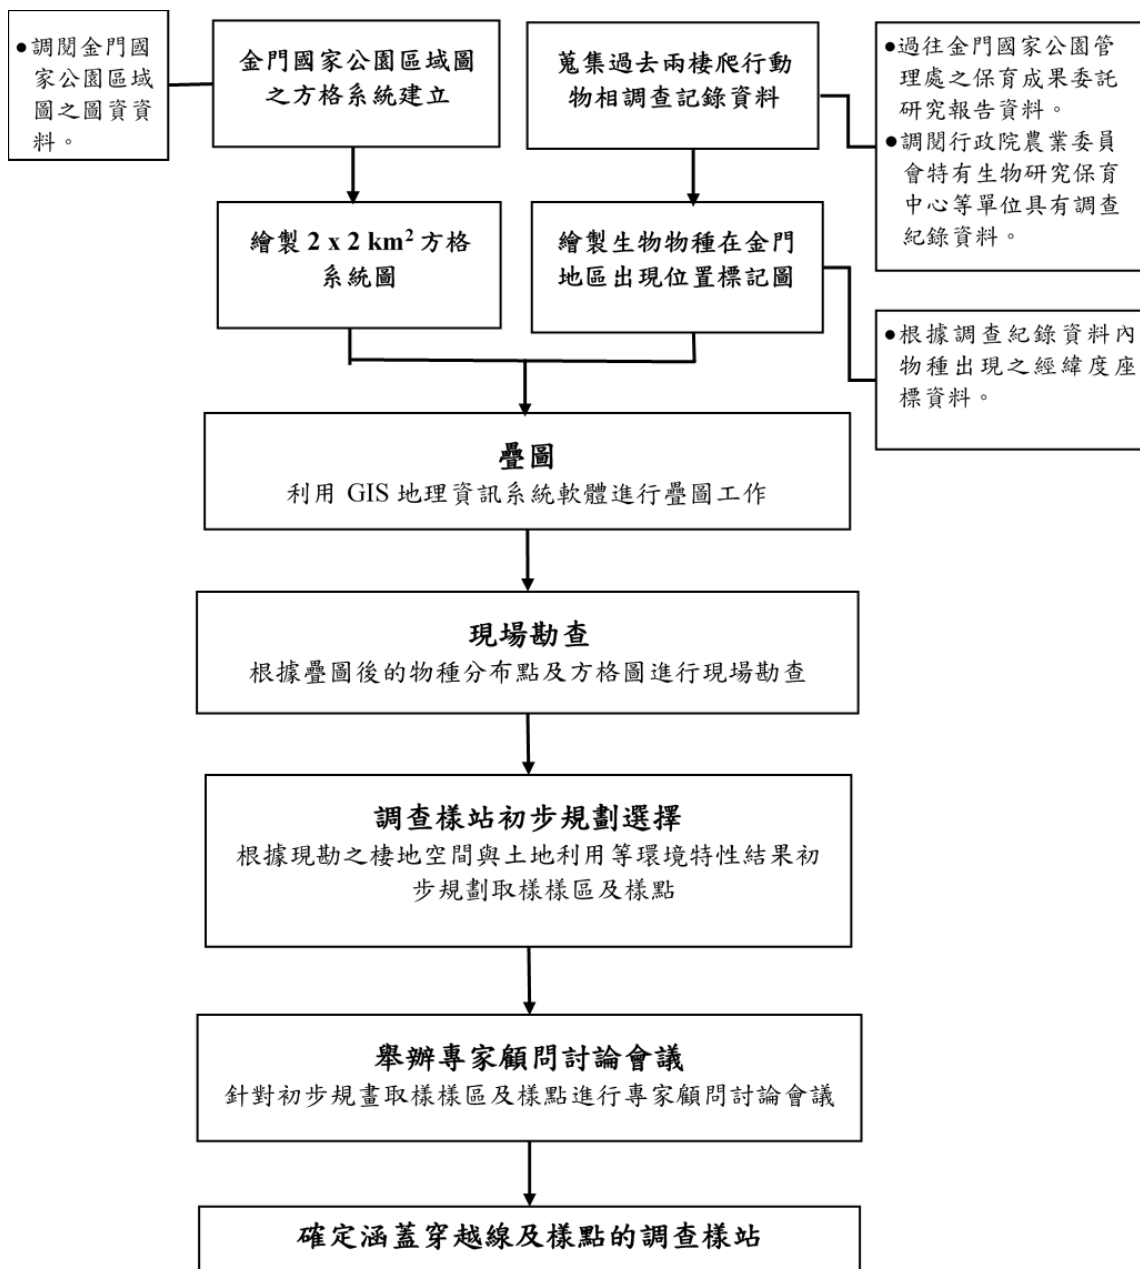 ●調閱金門國
家公園區域
圖之圖資資
料。
金門國家公園區域圖
之方格系統建立
蒐集過去兩棲爬行動
物相調查記錄資料
●過往金門國家公園管
理處之保育成果委託
研究報告資料。
●調閱行政院農業委員
會特有生物研究保育
中心等單位具有調查
紀錄資料。
繪製 2 x 2 km² 方格
系統圖
繪製生物物種在金門
地區出現位置標記圖
●根據調查紀錄資料內
物種出現之經緯度座
標資料。
疊圖
利用 GIS 地理資訊系統軟體進行疊圖工作
現場勘查
根據疊圖後的物種分布點及方格圖進行現場勘查
調查樣站初步規劃選擇
根據現勘之棲地空間與土地利用等環境特性結果初
步規劃取樣樣區及樣點
舉辦專家顧問討論會議
針對初步規畫取樣樣區及樣點進行專家顧問討論會議
確定涵蓋穿越線及樣點的調查樣站